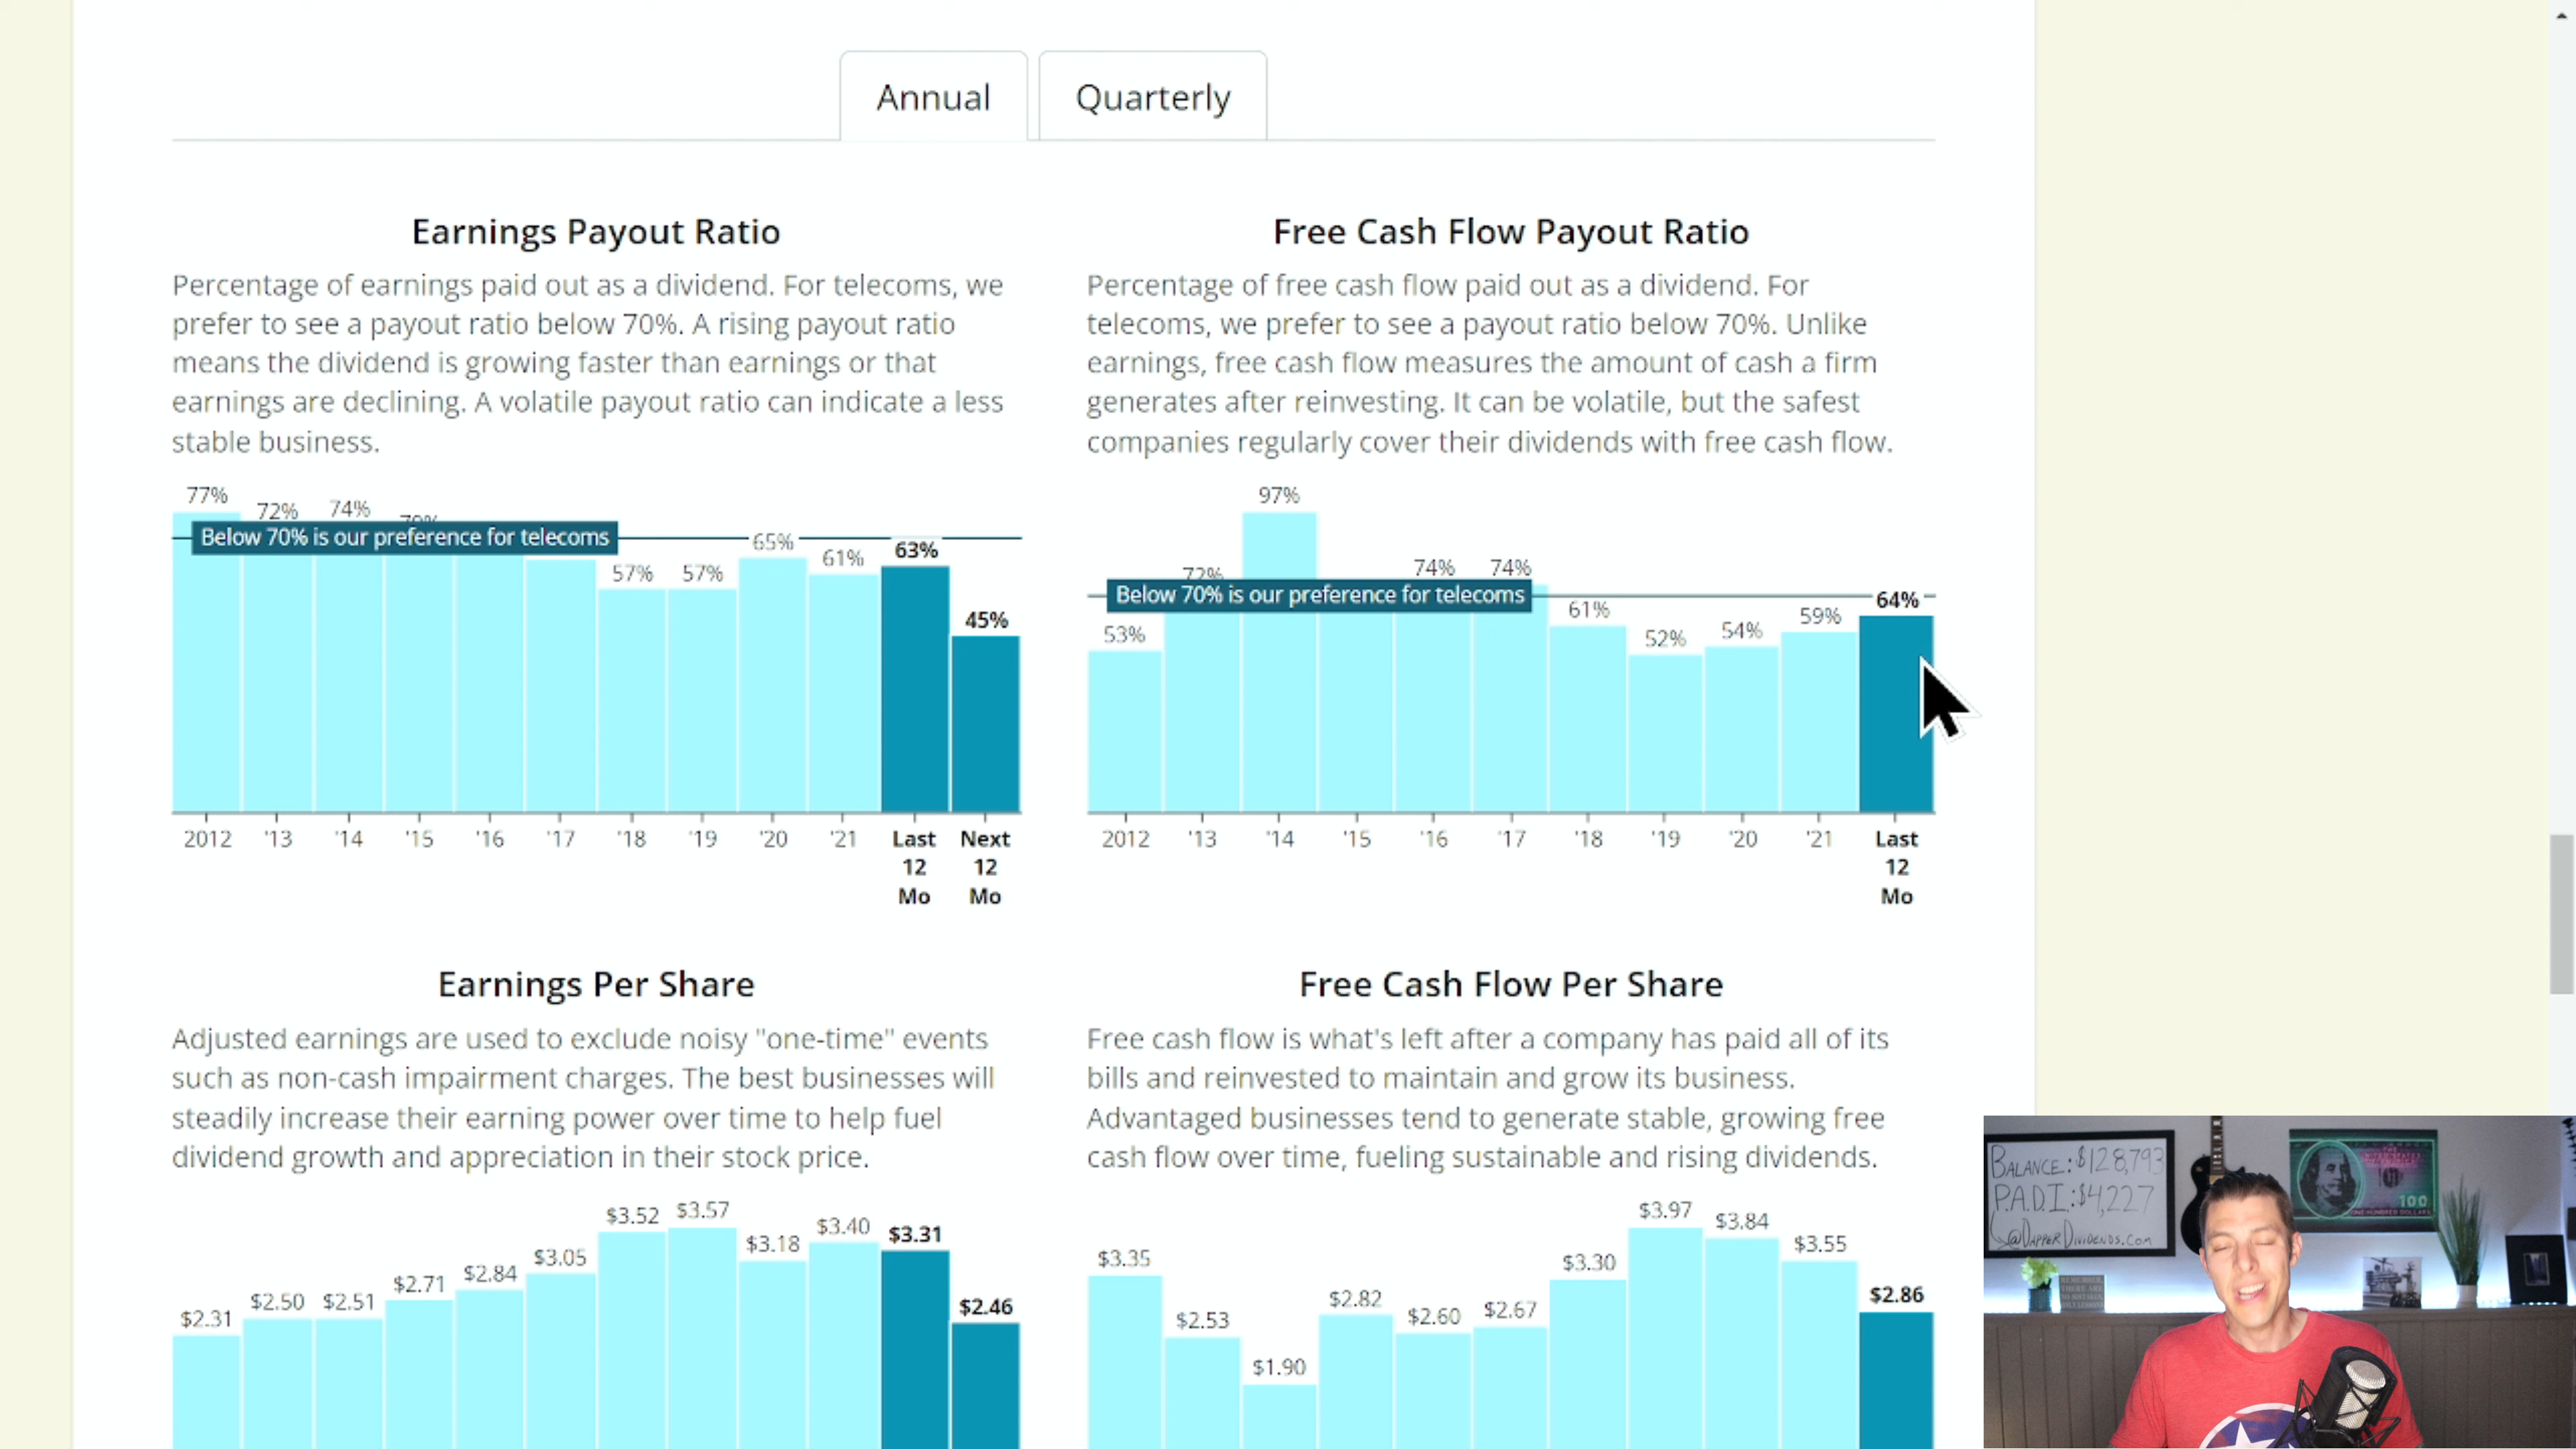 Annual
Quarterly
Earnings Payout Ratio
Percentage of earnings paid out as a dividend. For telecoms, we
prefer to see a payout ratio below 70%. A rising payout ratio
means the dividend is growing faster than earnings or that
earnings are declining. A volatile payout ratio can indicate a less
stable business.
77%
72%
74%
70%
Below 70% is our preference for telecoms
57%
57%
65%
61%
63%
45%
2012
'13
'14
'15
'16
'17
'18
'19
'20
'21
Last
12
Mo
Next
12
Mo
Free Cash Flow Payout Ratio
Percentage of free cash flow paid out as a dividend. For
telecoms, we prefer to see a payout ratio below 70%. Unlike
earnings, free cash flow measures the amount of cash a firm
generates after reinvesting. It can be volatile, but the safest
companies regularly cover their dividends with free cash flow.
53%
72%
97%
74%
74%
Below 70% is our preference for telecoms
61%
52%
54%
59%
64%
2012
'13
'14
'15
'16
'17
'18
'19
'20
'21
Last
12
Mo
Earnings Per Share
Adjusted earnings are used to exclude noisy "one-time" events
such as non-cash impairment charges. The best businesses will
steadily increase their earning power over time to help fuel
dividend growth and appreciation in their stock price.
$2.31
$2.50
$2.51
$2.71
$2.84
$3.05
$3.52
$3.57
$3.18
$3.40
$3.31
$2.46
Free Cash Flow Per Share
Free cash flow is what's left after a company has paid all of its
bills and reinvested to maintain and grow its business.
Advantaged businesses tend to generate stable, growing free
cash flow over time, fueling sustainable and rising dividends.
$3.35
$2.53
$1.90
$2.82
$2.60
$2.67
$3.30
$3.97
$3.84
$3.55
$2.86
BALANCE: $128,793
P.A.D.I.: $4,227
@DAPPERDIVIDENDS.COM
100